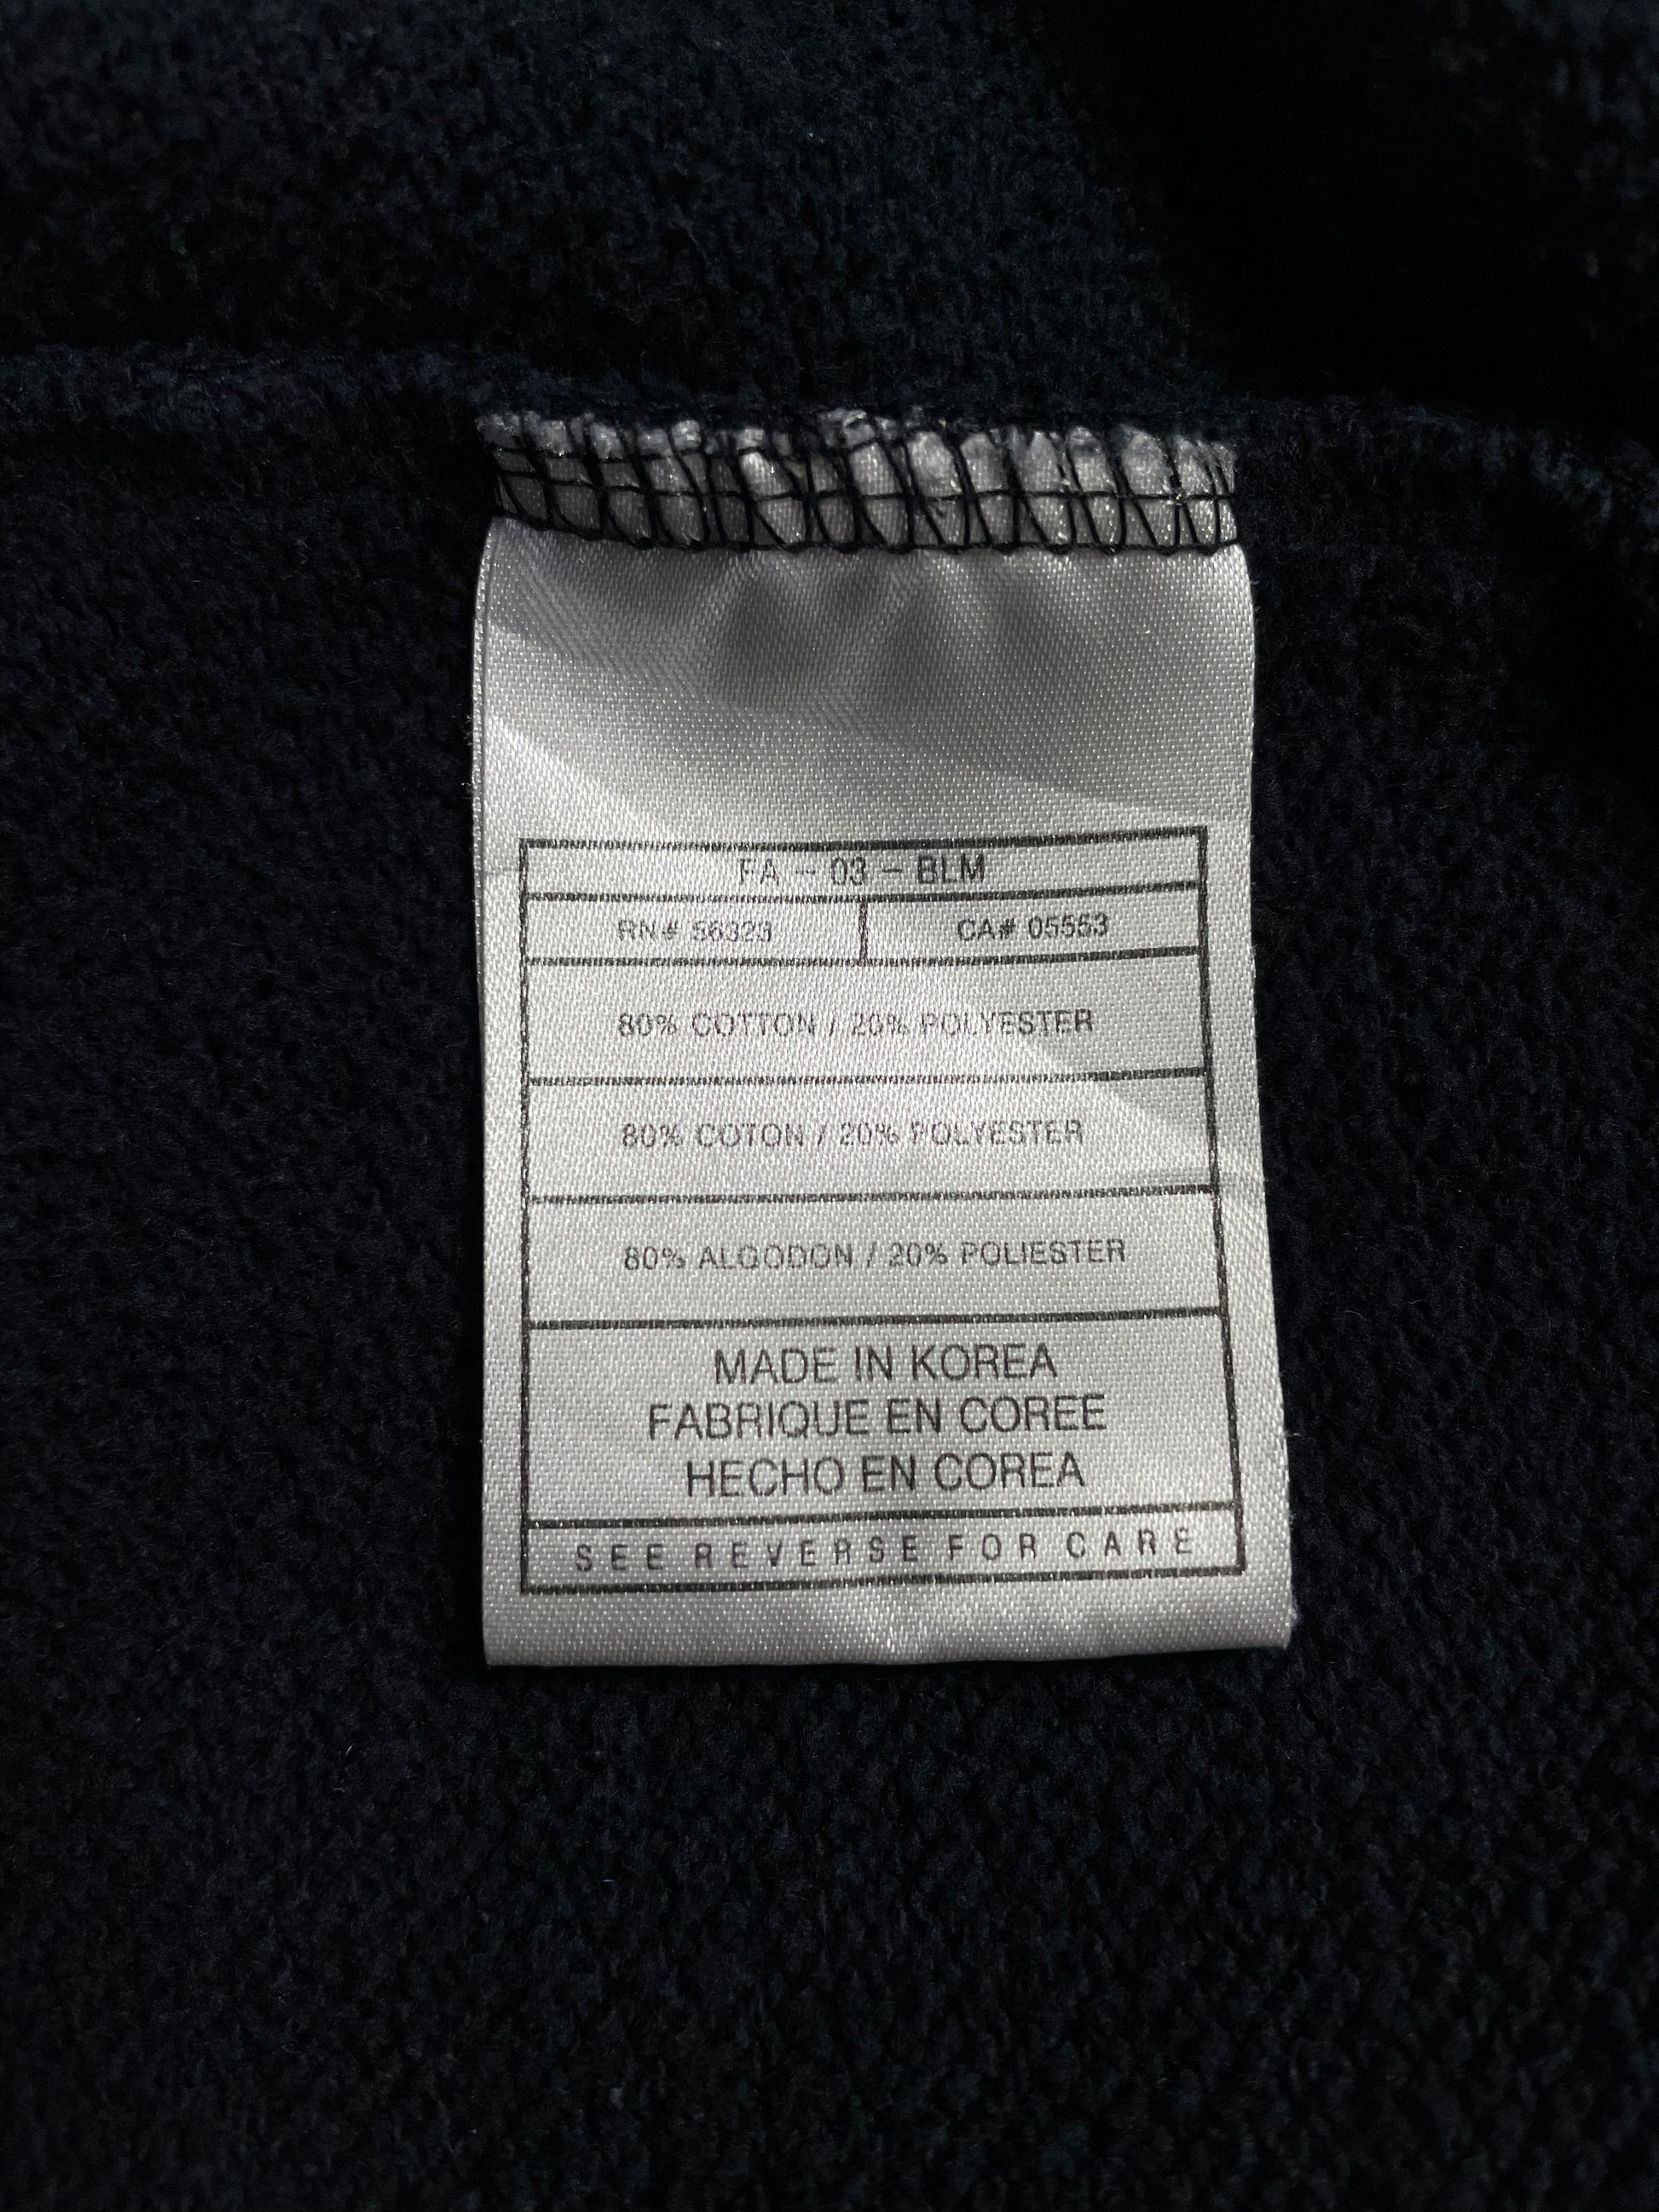 FA - 03 - BLM
RN# 56323 CA# 05553
80% COTTON / 20% POLYESTER
80% COTON / 20% POLYESTER
80% ALGODON / 20% POLIESTER
MADE IN KOREA
FABRIQUE EN COREE
HECHO EN COREA
SEE REVERSE FOR CARE